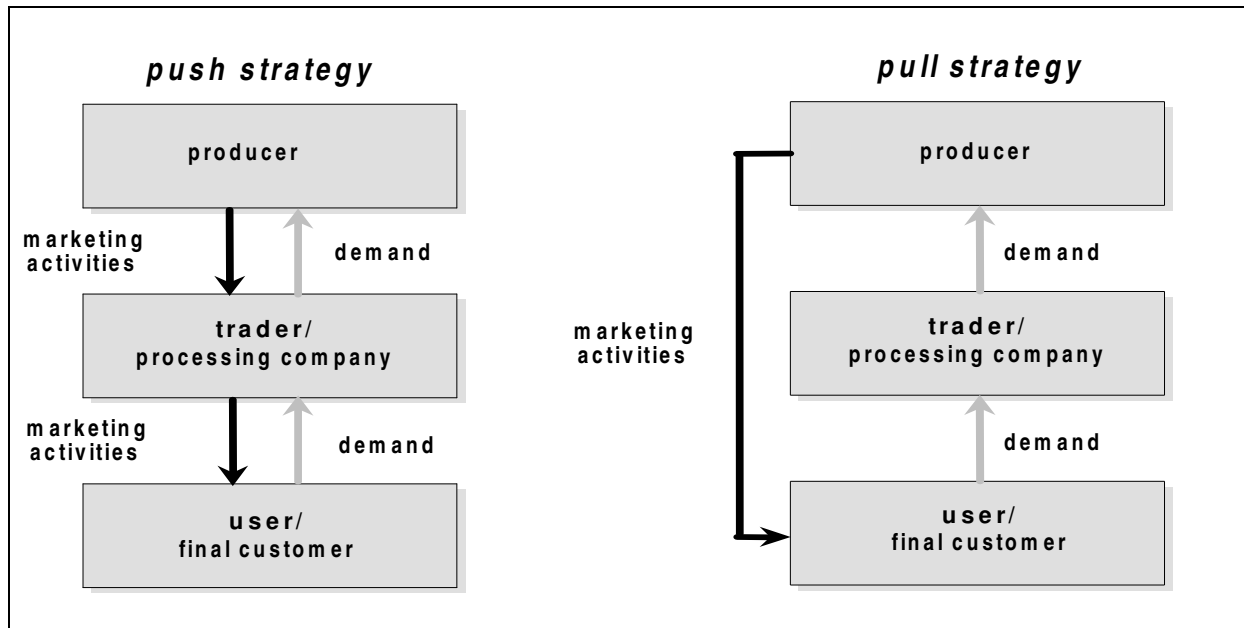 push strategy
producer
marketing
activities
demand
trader/
processing company
marketing
activities
demand
user/
final customer
pull strategy
producer
demand
marketing
activities
trader/
processing company
demand
user/
final customer